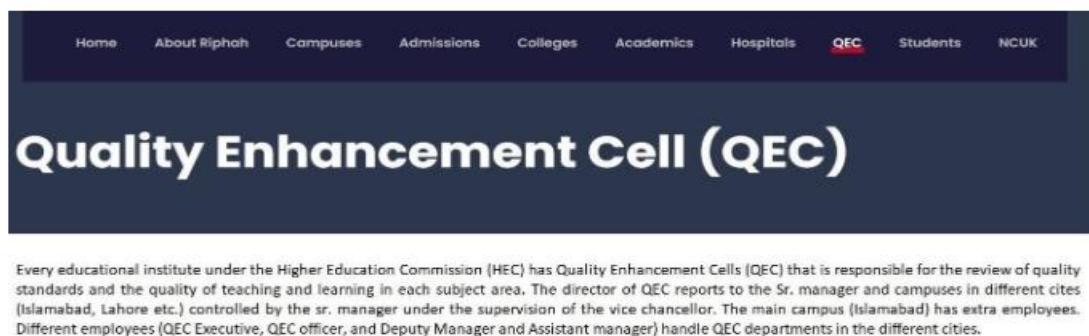 Home About Riphah Campuses Admissions Colleges Academics Hospitals QEC Students NCUK
Quality Enhancement Cell (QEC)
Every educational institute under the Higher Education Commission (HEC) has Quality Enhancement Cells (QEC) that is responsible for the review of quality
standards and the quality of teaching and learning in each subject area. The director of QEC reports to the Sr. manager and campuses in different cites
(Islamabad, Lahore etc.) controlled by the sr. manager under the supervision of the vice chancellor. The main campus (Islamabad) has extra employees.
Different employees (QEC Executive, QEC officer, and Deputy Manager and Assistant manager) handle QEC departments in the different cites.